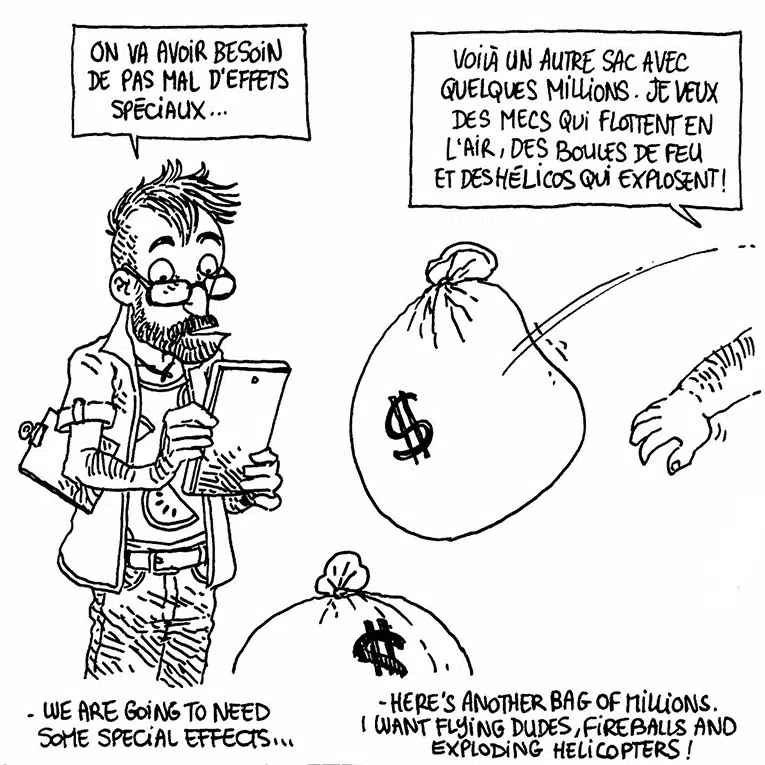 ON VA AVOIR BESOIN
DE PAS MAL D'EFFETS
SPÉCIAUX...
VOILÀ UN AUTRE SAC AVEC
QUELQUES MILLIONS. JE VEUX
DES MECS QUI FLOTTENT EN
L'AIR, DES BOULES DE FEU
ET DES HÉLICOS QUI EXPLOSENT!
$
$
- WE ARE GOING TO NEED
SOME SPECIAL EFFECTS...
- HERE'S ANOTHER BAG OF MILLIONS.
I WANT FLYING DUDES, FIREBALLS AND
EXPLODING HELICOPTERS!